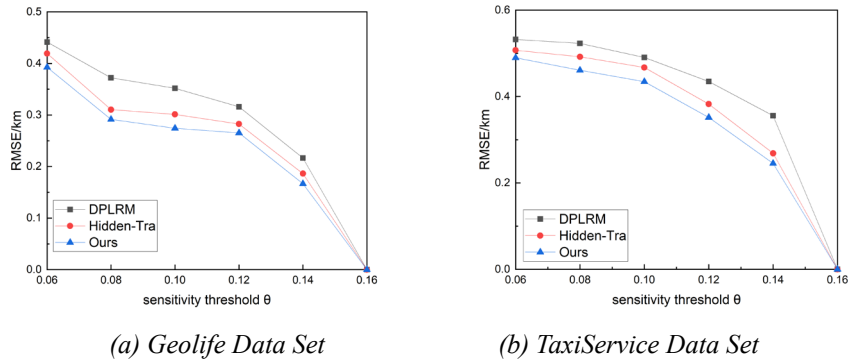 0.5
0.4
0.3
0.2
0.1
0.0
RMSE/km
DPLRM
Hidden-Tra
Ours
0.06 0.08 0.10 0.12 0.14 0.16
sensitivity threshold θ
(a) Geolife Data Set
0.6
0.4
0.2
0.0
RMSE/km
DPLRM
Hidden-Tra
Ours
0.06 0.08 0.10 0.12 0.14 0.16
sensitivity threshold θ
(b) TaxiService Data Set